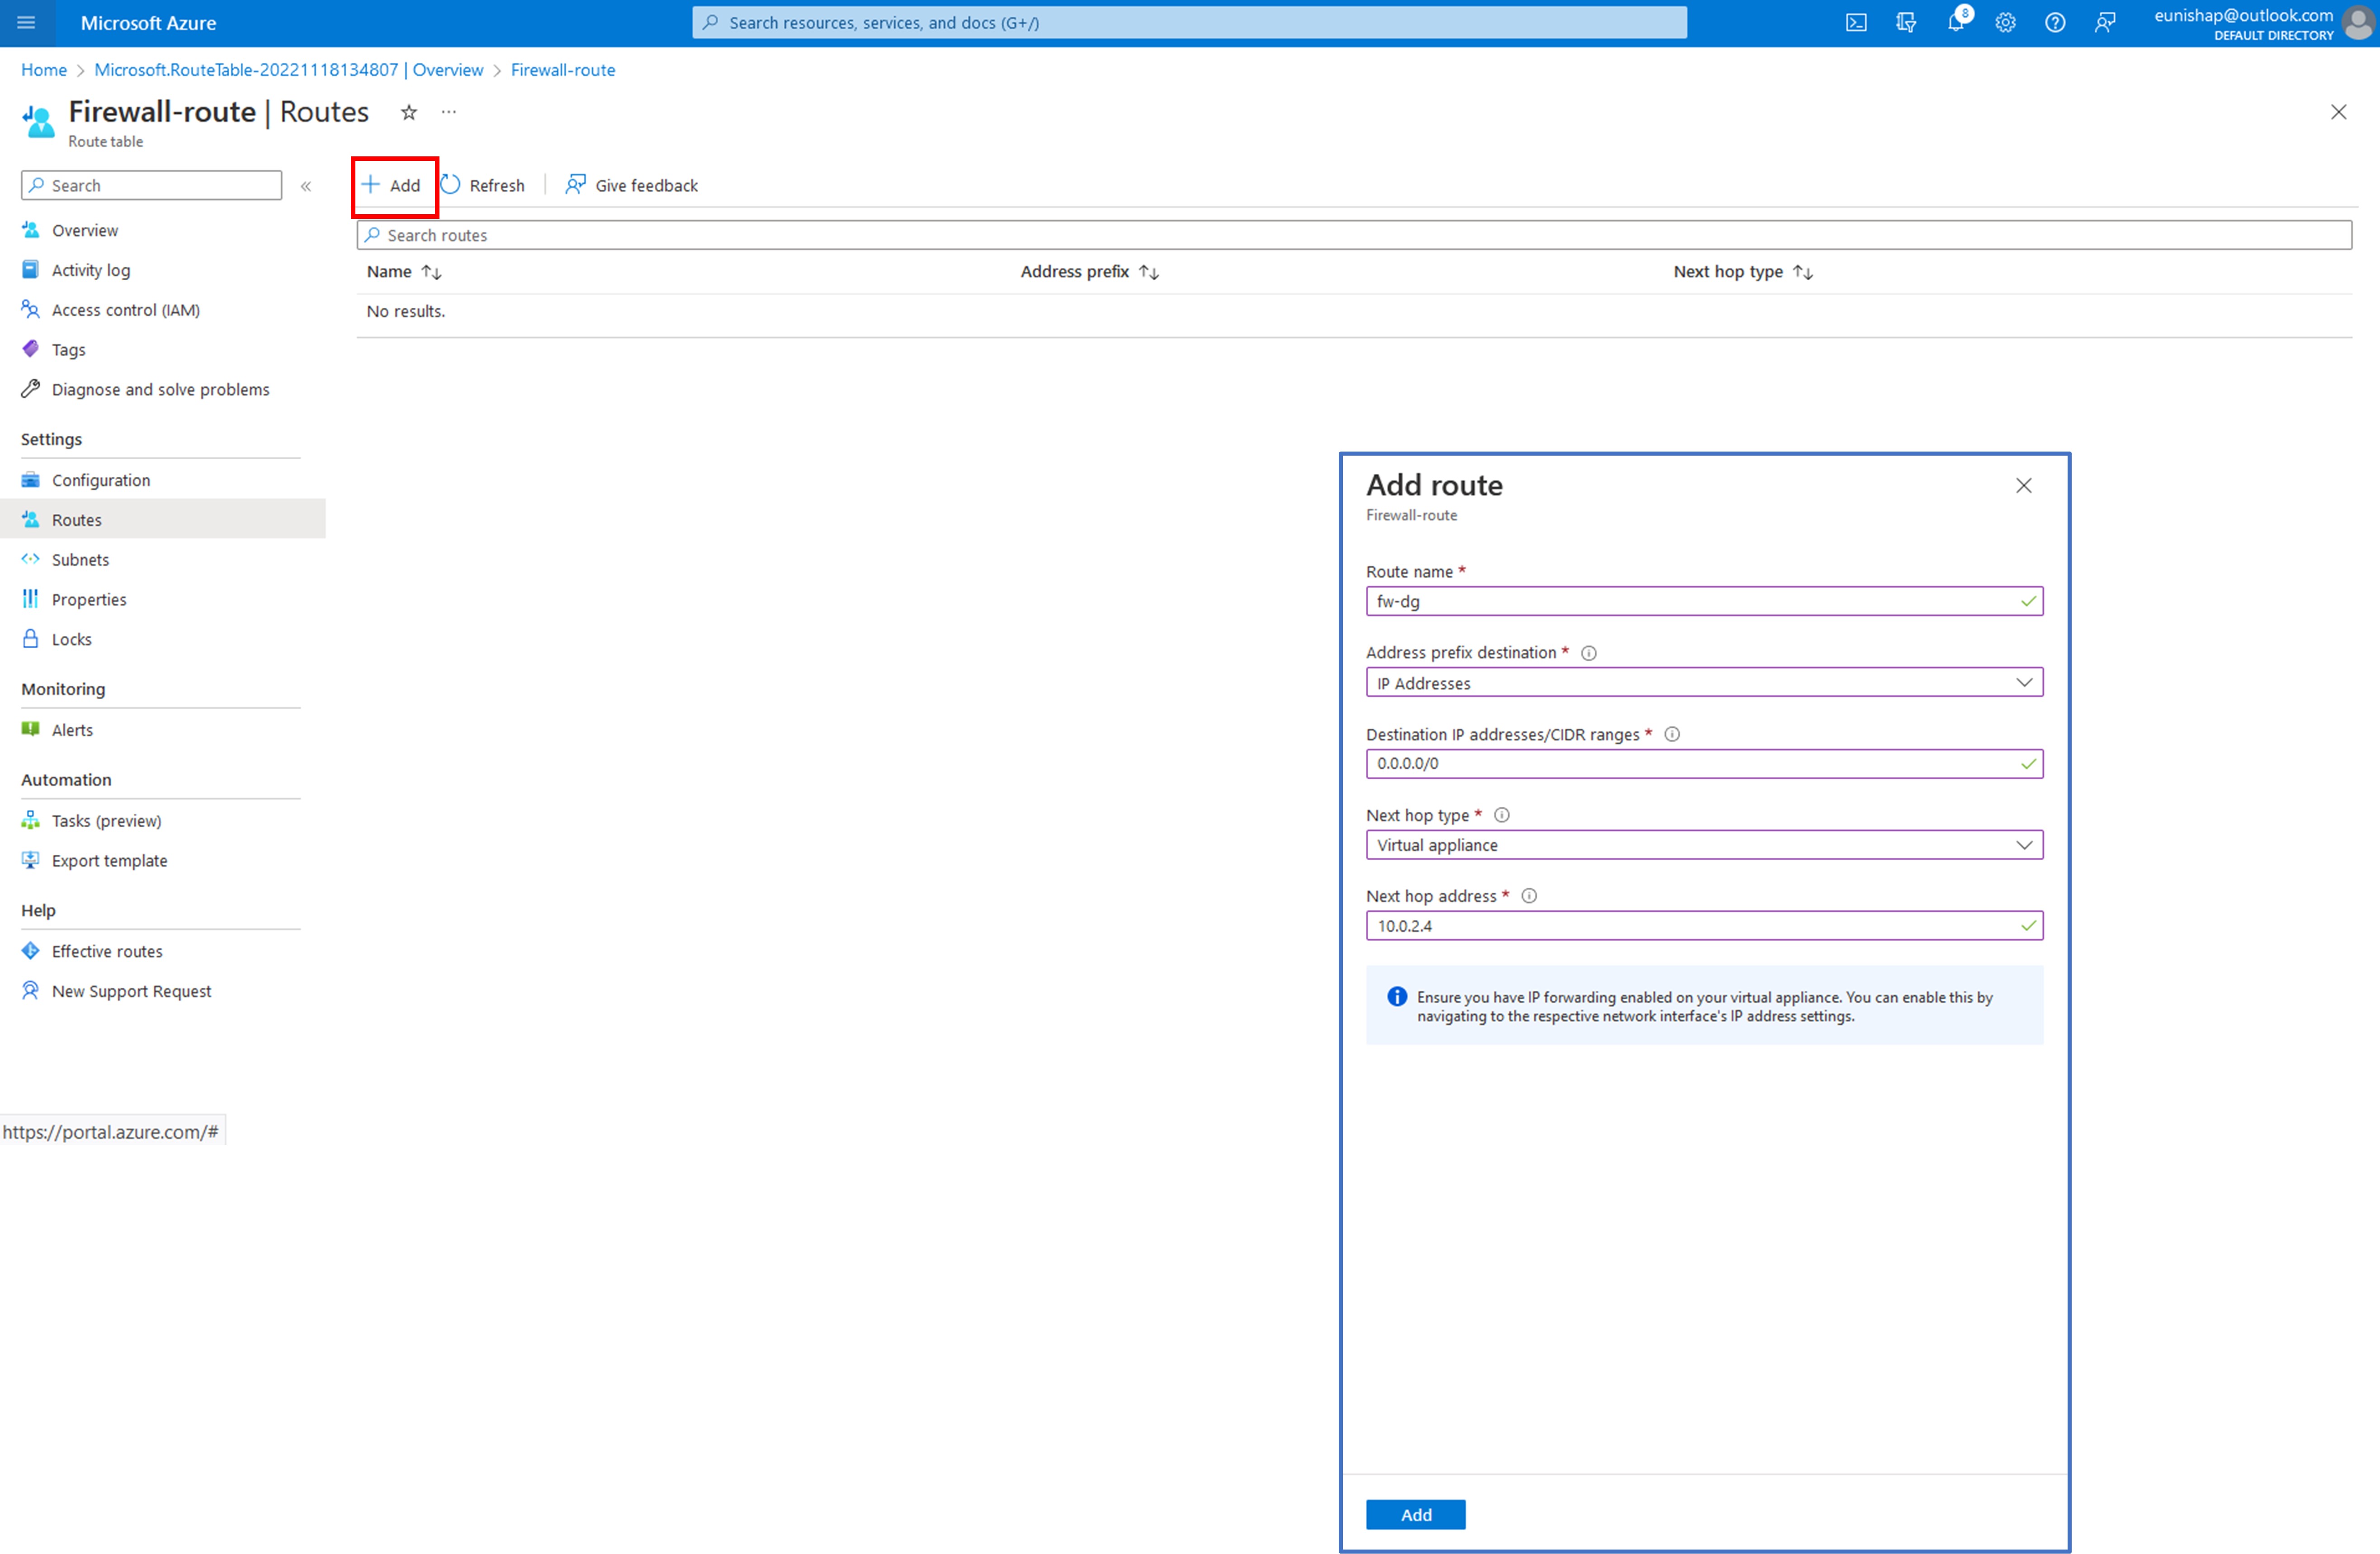 Microsoft Azure
Search resources, services, and docs (G+/)
8
eunishap@outlook.com
DEFAULT DIRECTORY
Home > Microsoft.RouteTable-20221118134807 | Overview > Firewall-route
Firewall-route | Routes
Route table
Search
«
Add
Refresh
Give feedback
Overview
Activity log
Access control (IAM)
Tags
Diagnose and solve problems
Settings
Configuration
Routes
Subnets
Properties
Locks
Monitoring
Alerts
Automation
Tasks (preview)
Export template
Help
Effective routes
New Support Request
https://portal.azure.com/#
Search routes
Name Address prefix Next hop type
No results.
Add route
Firewall-route
Route name *
fw-dg
Address prefix destination *
IP Addresses
Destination IP addresses/CIDR ranges *
0.0.0.0/0
Next hop type *
Virtual appliance
Next hop address *
10.0.2.4
Ensure you have IP forwarding enabled on your virtual appliance. You can enable this by
navigating to the respective network interface's IP address settings.
Add